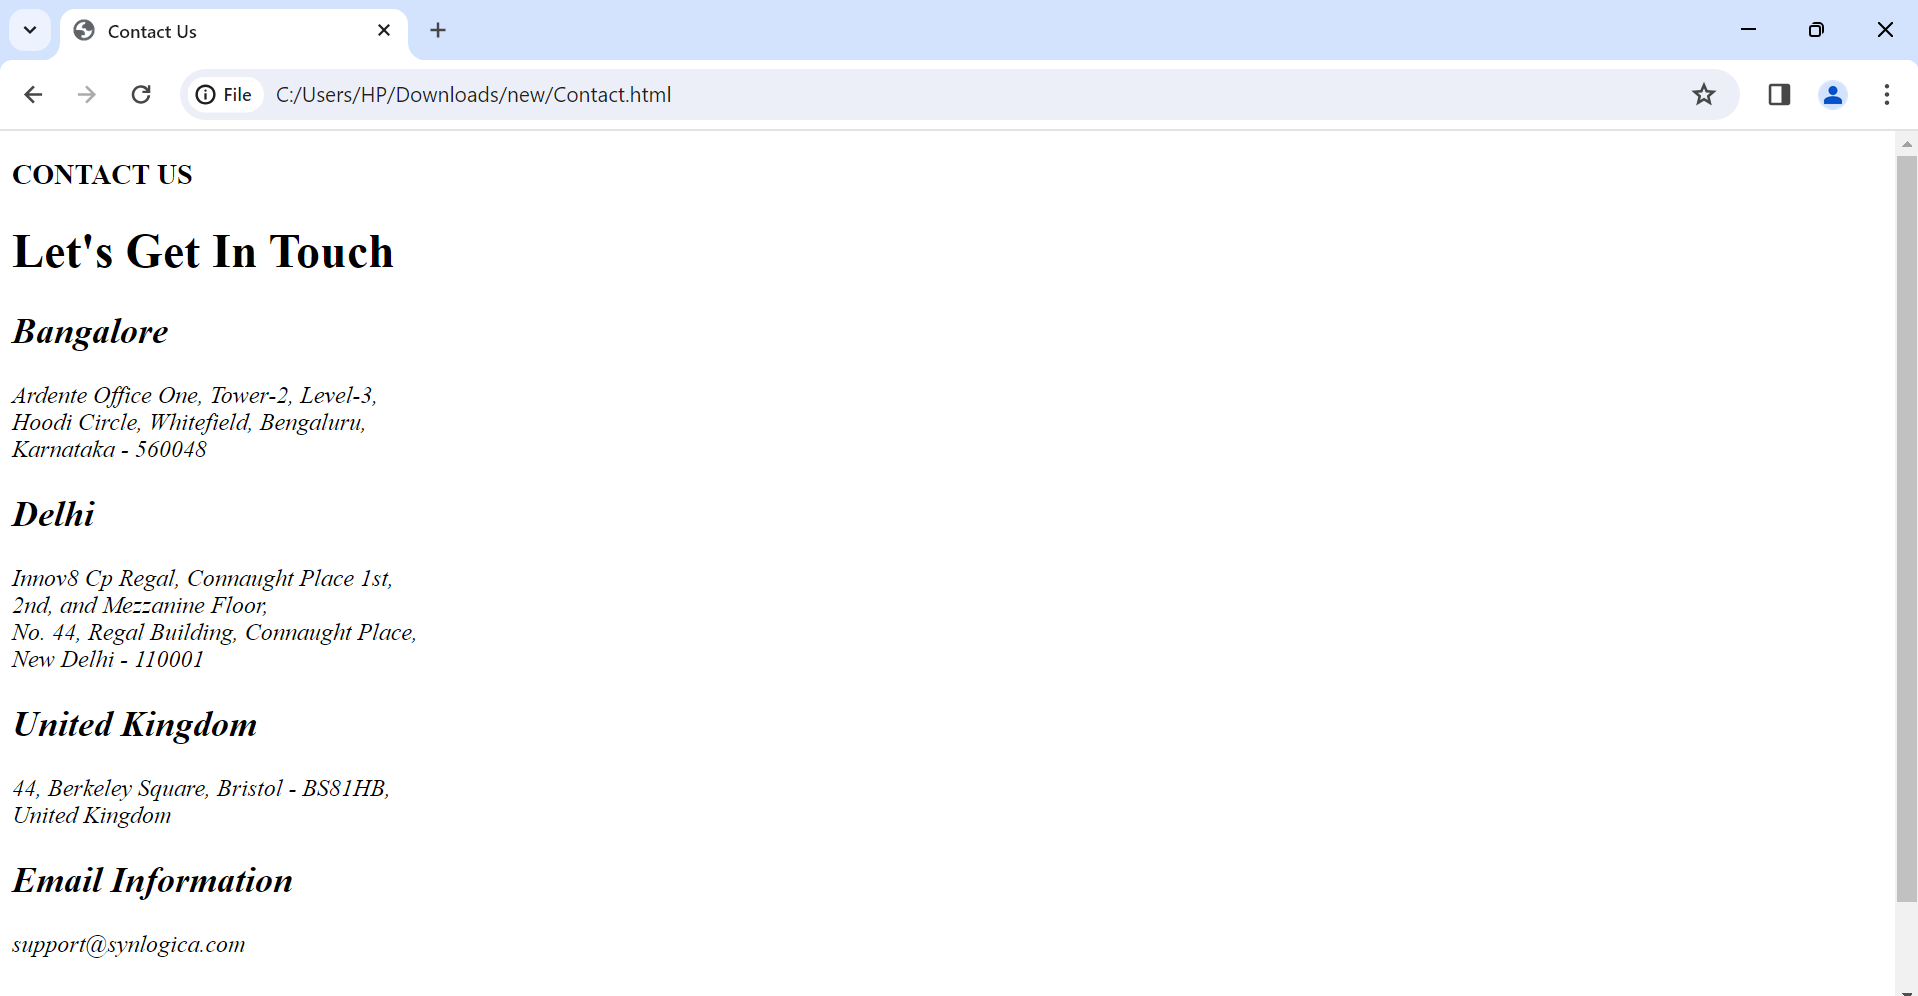 Contact Us
File
C:/Users/HP/Downloads/new/Contact.html
CONTACT US
Let's Get In Touch
Bangalore
Ardente Office One, Tower-2, Level-3,
Hoodi Circle, Whitefield, Bengaluru,
Karnataka - 560048
Delhi
Innov8 Cp Regal, Connaught Place 1st,
2nd, and Mezzanine Floor,
No. 44, Regal Building, Connaught Place,
New Delhi - 110001
United Kingdom
44, Berkeley Square, Bristol - BS81HB,
United Kingdom
Email Information
support@synlogica.com